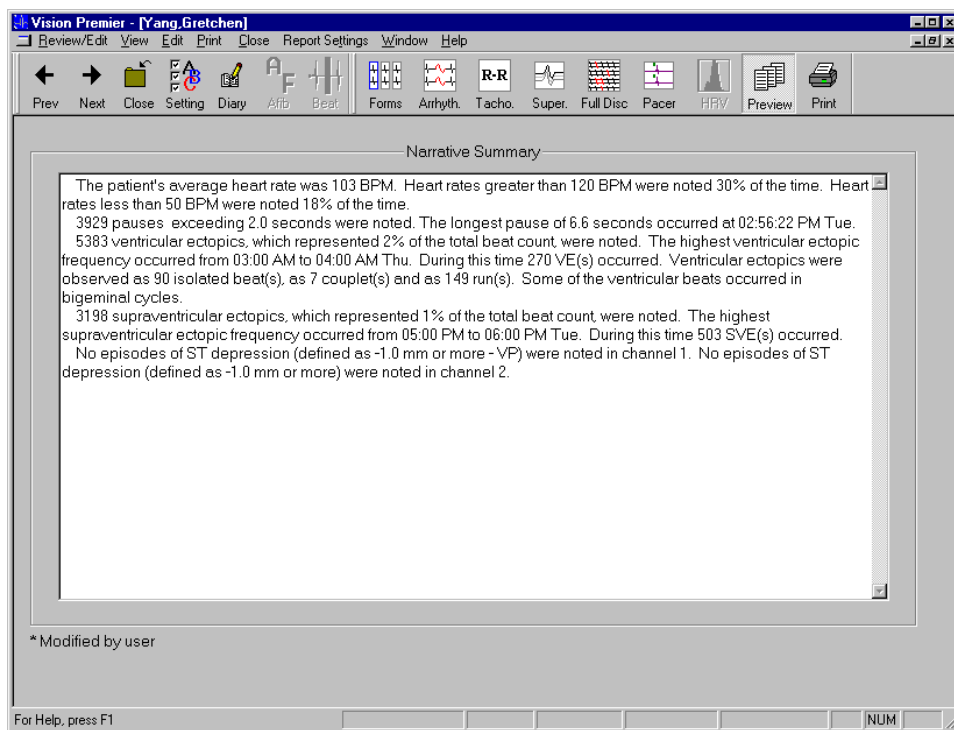 Vision Premier - [Yang,Gretchen]
Review/Edit View Edit Print Close Report Settings Window Help
A F
R-R
Prev Next Close Setting Diary Afib Beat Forms Arrhyth. Tacho. Super. Full Disc Pacer HRV Preview Print
Narrative Summary
The patient's average heart rate was 103 BPM. Heart rates greater than 120 BPM were noted 30% of the time. Heart
rates less than 50 BPM were noted 18% of the time.
3929 pauses exceeding 2.0 seconds were noted. The longest pause of 6.6 seconds occurred at 02:56:22 PM Tue.
5383 ventricular ectopics, which represented 2% of the total beat count, were noted. The highest ventricular ectopic
frequency occurred from 03:00 AM to 04:00 AM Thu. During this time 270 VE(s) occurred. Ventricular ectopics were
observed as 90 isolated beat(s), as 7 couplet(s) and as 149 run(s). Some of the ventricular beats occurred in
bigeminal cycles.
3198 supraventricular ectopics, which represented 1% of the total beat count, were noted. The highest
supraventricular ectopic frequency occurred from 05:00 PM to 06:00 PM Tue. During this time 503 SVE(s) occurred.
No episodes of ST depression (defined as -1.0 mm or more - VP) were noted in channel 1. No episodes of ST
depression (defined as -1.0 mm or more) were noted in channel 2.
* Modified by user
For Help, press F1 NUM